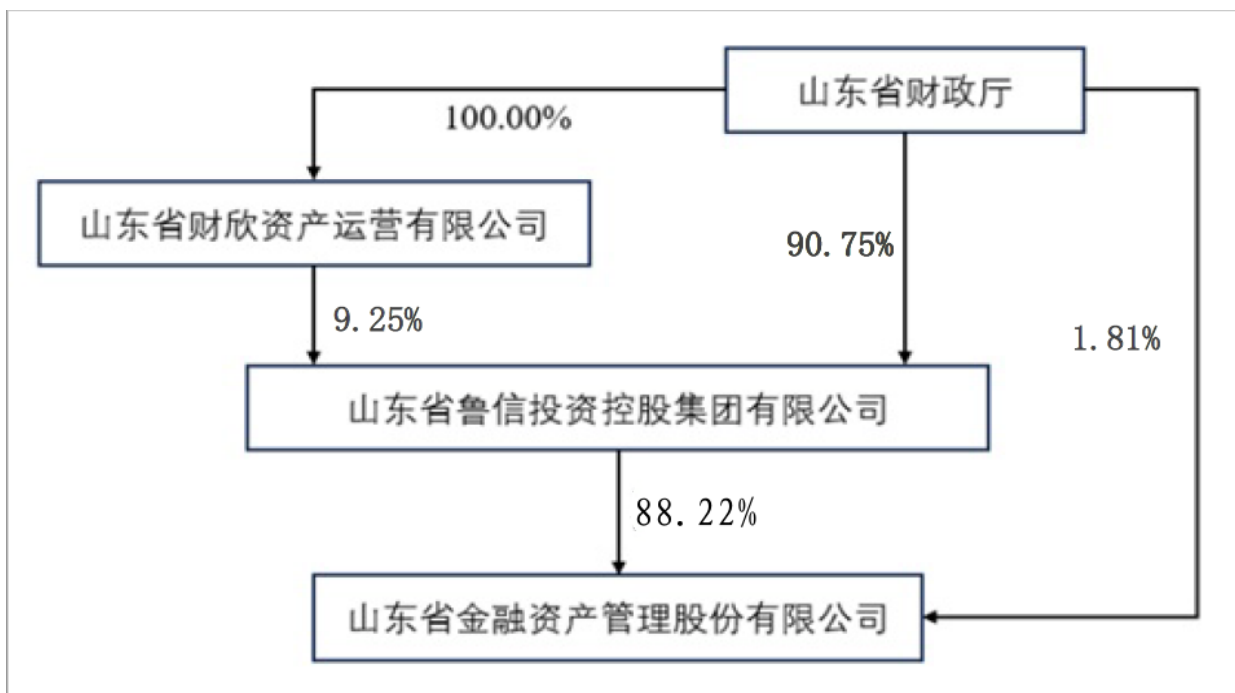 山东省财政厅
100.00%
山东省财欣资产运营有限公司
90.75%
9.25%
1.81%
山东省鲁信投资控股集团有限公司
88.22%
山东省金融资产管理股份有限公司